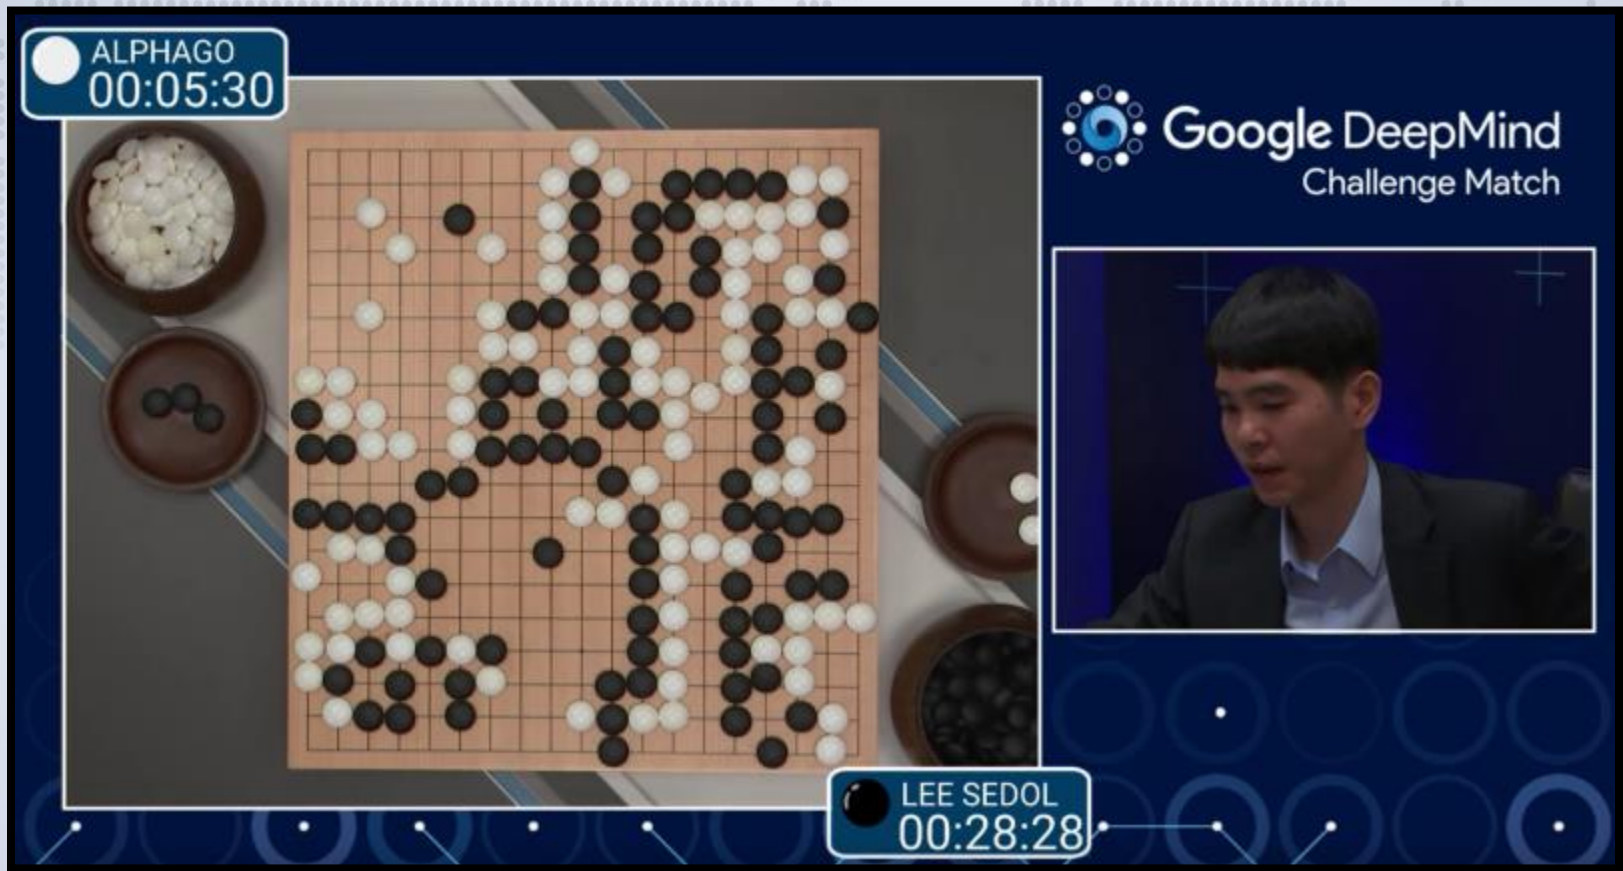 ALPHAGO
00:05:30
Google DeepMind
Challenge Match
LEE SEDOL
00:28:28